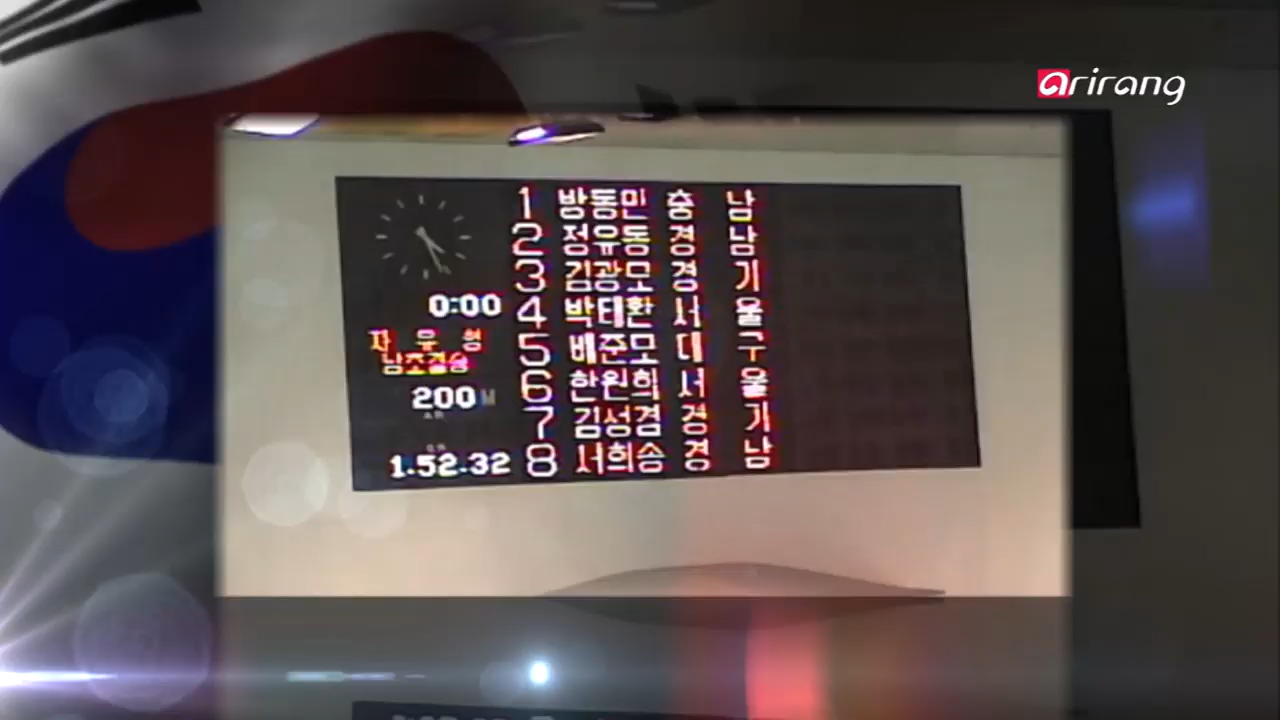 arirang
1 방동민 충 남
2 정유동 경 남
3 김광모 경 기
0:00
4 박태환 서 울
자 유 형
5 배준모 대 구
남초결승
6 한원희 서 울
200M
7 김성겸 경 기
1.52.32
8 서희송 경 남